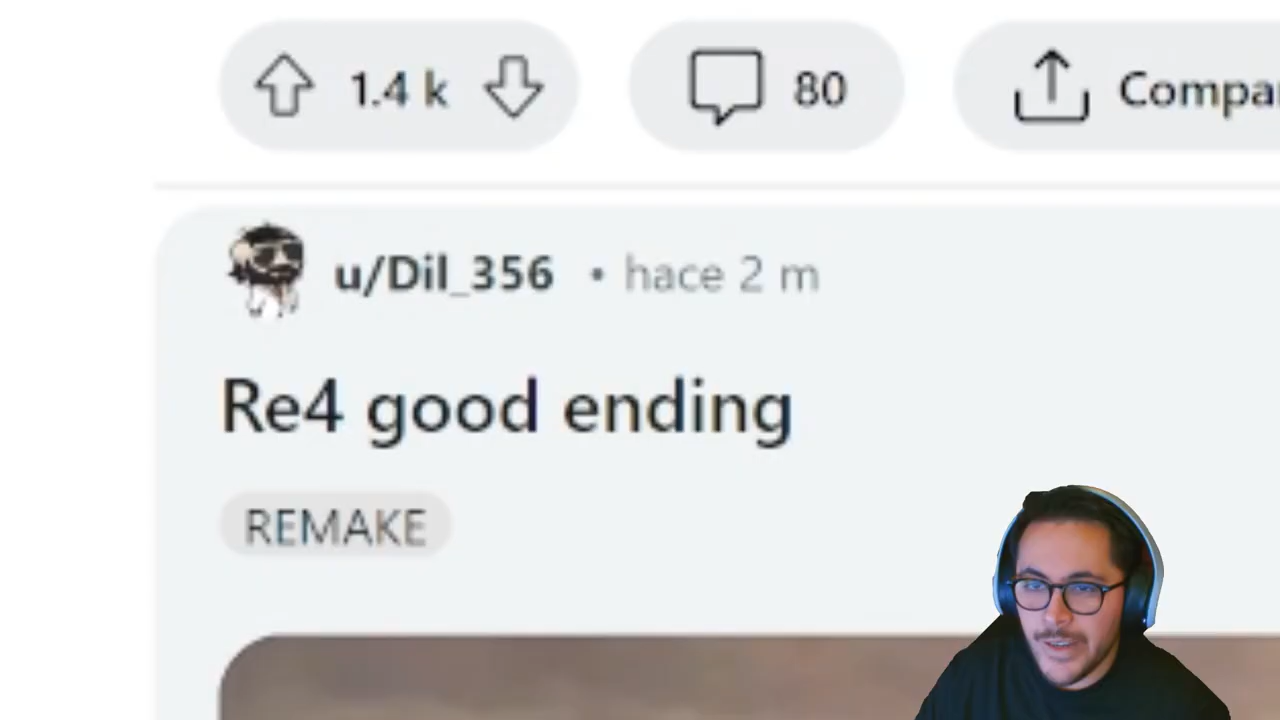 1.4 k 80 Compar
u/Dil_356 • hace 2 m
Re4 good ending
REMAKE